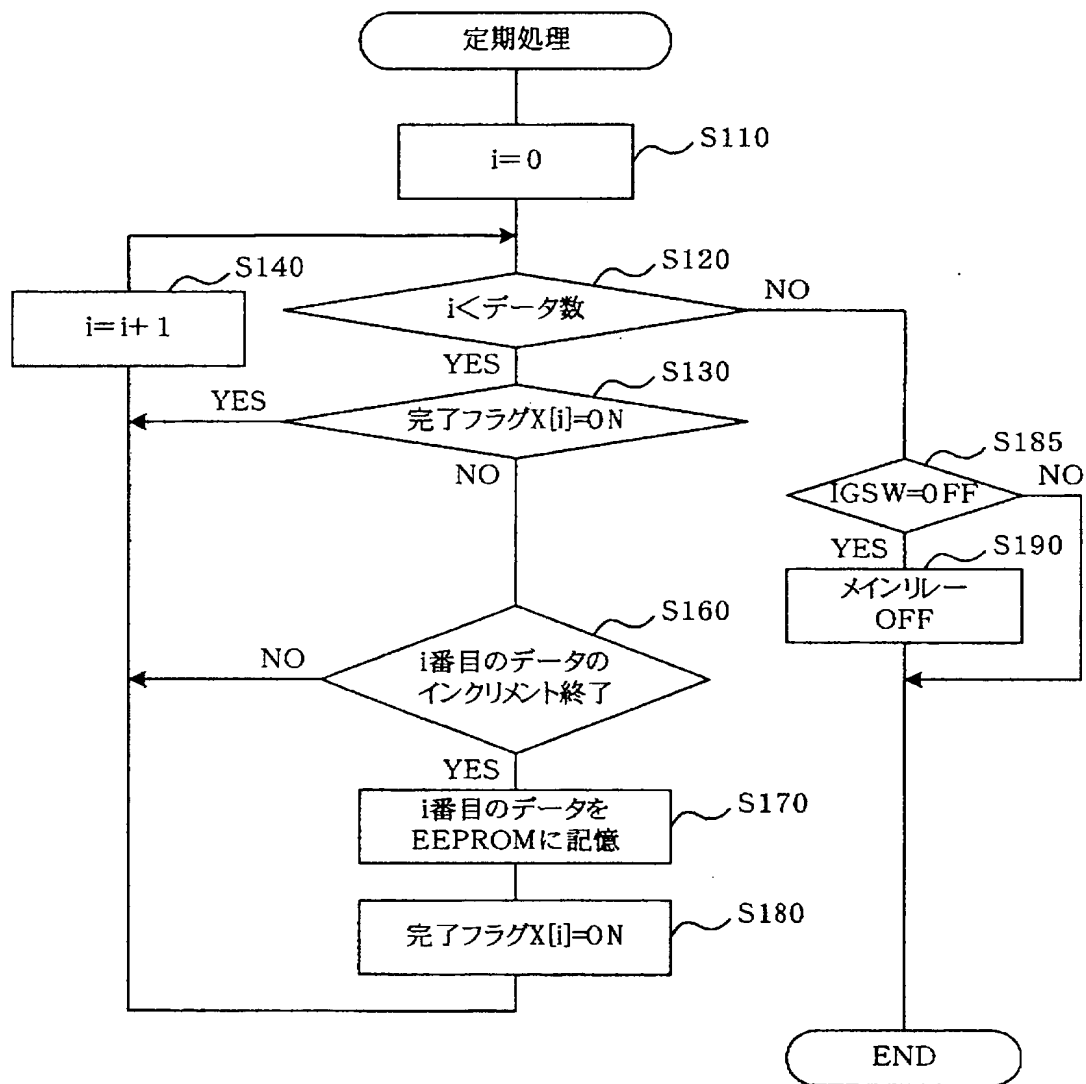 定期処理
i=0
S110
S140
i=i+1
S120
i<データ数
NO
YES
S130
YES
完了フラグX[i]=ON
NO
S185
IGSW=OFF
NO
YES
S190
メインリレー
OFF
S160
NO
i番目のデータの
インクリメント終了
YES
S170
i番目のデータを
EEPROMに記憶
S180
完了フラグX[i]=ON
END